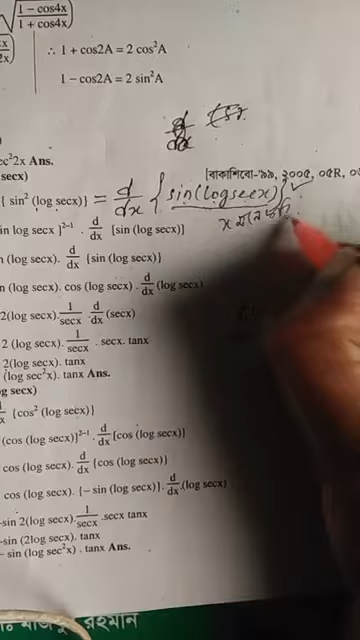 √(1 − cos4x / 1 + cos4x)
∴ 1 + cos2A = 2 cos²A
1 − cos2A = 2 sin²A
ec²2x Ans.
secx)
[বাকাশিবো-'৯৯, ২০০৫, ০৫R, ০৬
{ sin² (log secx) } = d/dx { sin(logsecx) }
in log secx ]²⁻¹ . d/dx [sin (log secx)]
n (log secx). d/dx {sin (log secx)}
n (log secx). cos (log secx) . d/dx (log secx)
2(log secx). 1/secx . d/dx (secx)
2 (log secx). 1/secx . secx. tanx
2(log secx). tanx
(log sec²x). tanx Ans.
g secx)
{cos² (log secx)}
(cos (log secx)]²⁻¹ . d/dx [cos (log secx)]
cos (log secx). d/dx {cos (log secx)}
cos (log secx). {−sin (log secx)}. d/dx (log secx)
-sin 2(log secx). 1/secx .secx tanx
-sin (2log secx). tanx
− sin (log sec²x) . tanx Ans.
রহমান